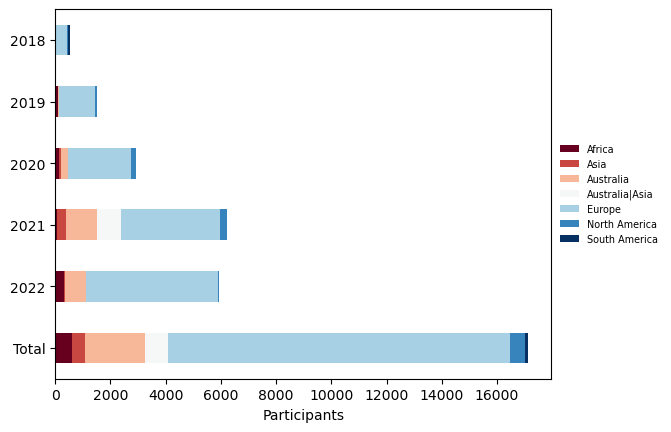 2018
2019
2020
2021
2022
Total
0 2000 4000 6000 8000 10000 12000 14000 16000
Participants
Africa
Asia
Australia
Australia|Asia
Europe
North America
South America